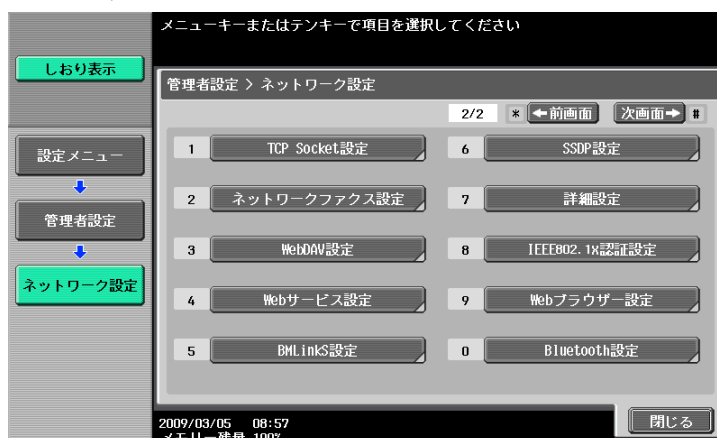 メニューキーまたはテンキーで項目を選択してください
しおり表示
管理者設定 > ネットワーク設定
2/2 * ←前画面 次画面→ #
設定メニュー
管理者設定
ネットワーク設定
1 TCP Socket設定
2 ネットワークファクス設定
3 WebDAV設定
4 Webサービス設定
5 BMLinkS設定
6 SSDP設定
7 詳細設定
8 IEEE802.1X認証設定
9 Webブラウザー設定
0 Bluetooth設定
2009/03/05 08:57
メモリー残量 100%
閉じる